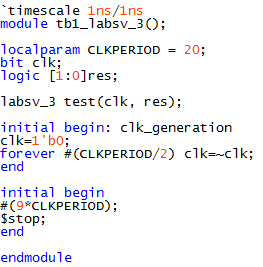 `timescale 1ns/1ns
module tb1_labsv_3();
localparam CLKPERIOD = 20;
bit clk;
logic [1:0]res;
labsv_3 test(clk, res);
initial begin: clk_generation
clk=1'b0;
forever #(CLKPERIOD/2) clk=~clk;
end
initial begin
#(9*CLKPERIOD);
$stop;
end
endmodule